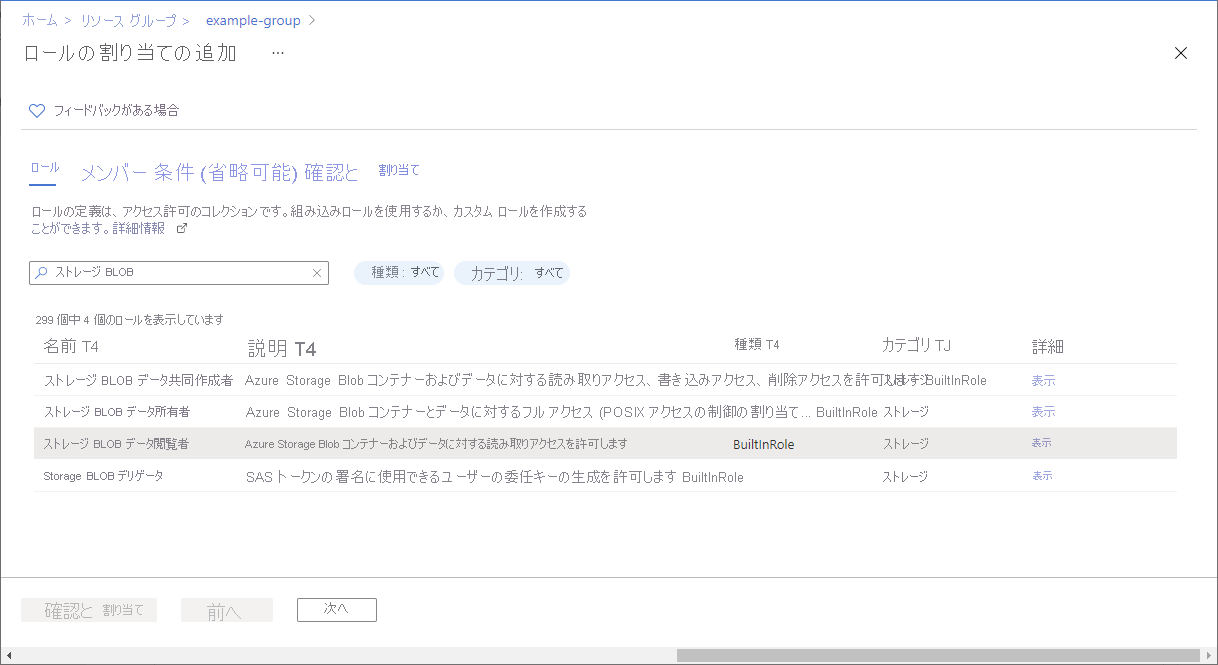 ホーム > リソース グループ > example-group >
ロールの割り当ての追加 ...
フィードバックがある場合
ロール メンバー 条件 (省略可能) 確認と 割り当て
ロールの定義は、アクセス許可のコレクションです。組み込みロールを使用するか、カスタム ロールを作成する
ことができます。詳細情報
ストレージ BLOB
種類 : すべて カテゴリ: すべて
299 個中 4 個のロールを表示しています
名前 T4 説明 T4 種類 T4 カテゴリ TJ 詳細
ストレージ BLOB データ共同作成者 Azure Storage Blob コンテナーおよびデータに対する読み取りアクセス、書き込みアクセス、削除アクセスを許可します BuiltInRole ストレージ 表示
ストレージ BLOB データ所有者 Azure Storage Blob コンテナーとデータに対するフル アクセス (POSIX アクセスの制御の割り当て... BuiltInRole ストレージ 表示
ストレージ BLOB データ閲覧者 Azure Storage Blob コンテナーおよびデータに対する読み取りアクセスを許可します BuiltInRole ストレージ 表示
Storage BLOB デリゲータ SAS トークンの署名に使用できるユーザーの委任キーの生成を許可します BuiltInRole ストレージ 表示
確認と 割り当て 前へ 次へ